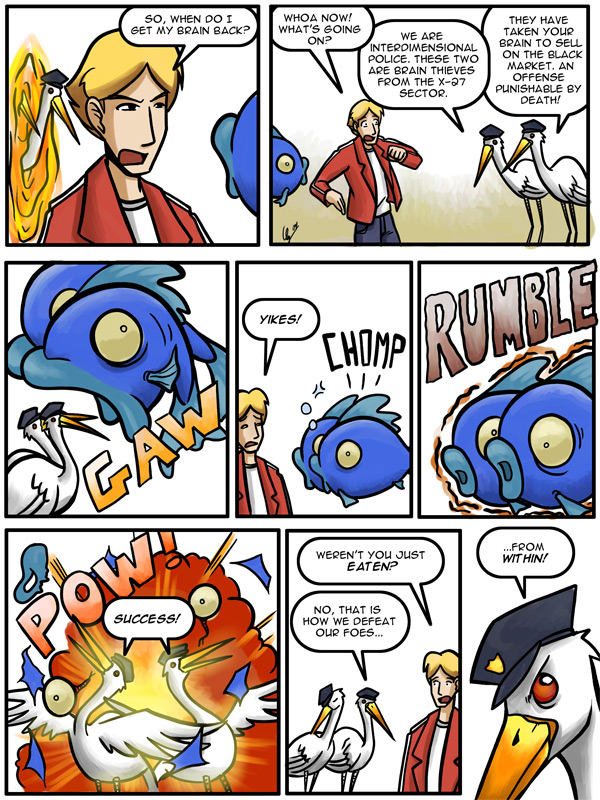 SO, WHEN DO I
GET MY BRAIN BACK?
WHOA NOW!
WHAT'S GOING
ON?
WE ARE
INTERDIMENSIONAL
POLICE. THESE TWO
ARE BRAIN THIEVES
FROM THE X-27
SECTOR.
THEY HAVE
TAKEN YOUR
BRAIN TO SELL
ON THE BLACK
MARKET. AN
OFFENSE
PUNISHABLE BY
DEATH!
GAW
YIKES!
CHOMP
RUMBLE
POW!
SUCCESS!
WEREN'T YOU JUST
EATEN?
NO, THAT IS
HOW WE DEFEAT
OUR FOES...
...FROM
WITHIN!